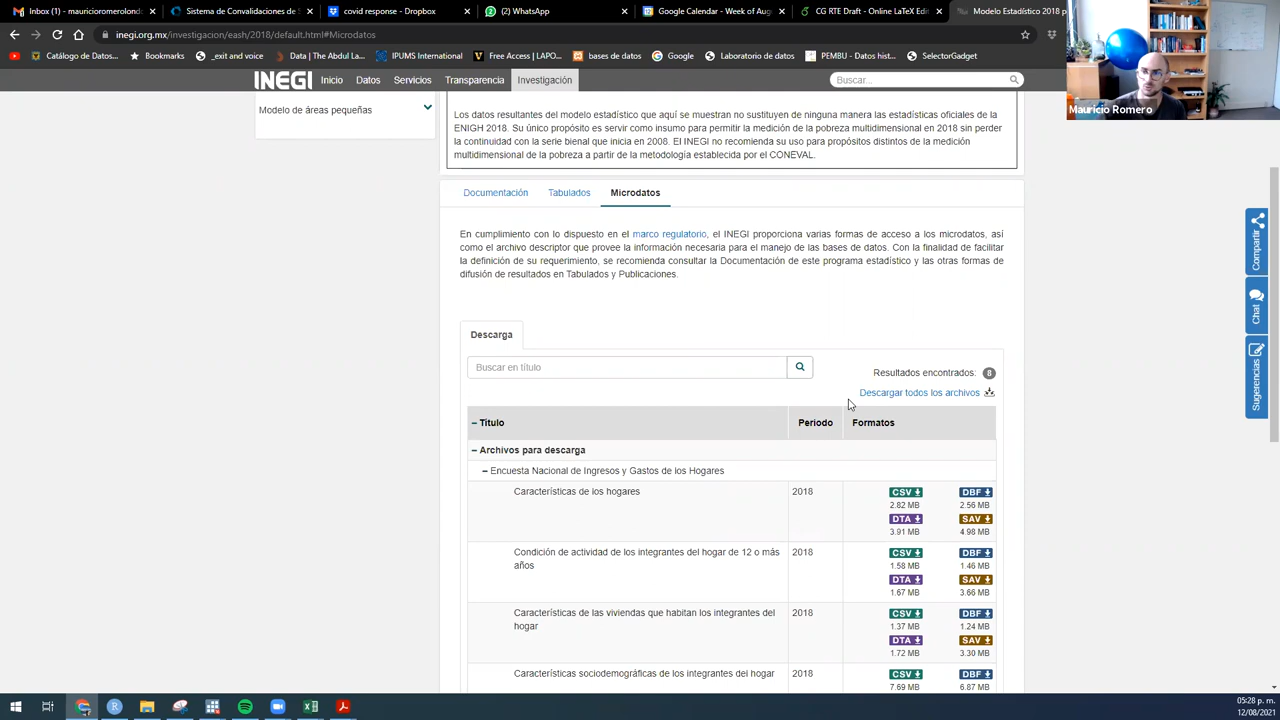 Inbox (1) - mauricioromerolondo
Sistema de Convalidaciones de S
covid response - Dropbox
(2) WhatsApp
Google Calendar - Week of Aug
CG RTE Draft - Online LaTeX Edi
Modelo Estadístico 2018 p
inegi.org.mx/investigacion/eash/2018/default.html#Microdatos
Catálogo de Datos...
Bookmarks
_exit and voice
Data | The Abdul La...
IPUMS International
Free Access | LAPO...
bases de datos
Google
Laboratorio de datos
PEMBU - Datos hist...
SelectorGadget
INEGI
Inicio
Datos
Servicios
Transparencia
Investigación
Buscar...
Mauricio Romero
Modelo de áreas pequeñas
Los datos resultantes del modelo estadístico que aquí se muestran no sustituyen de ninguna manera las estadísticas oficiales de la
ENIGH 2018. Su único propósito es servir como insumo para permitir la medición de la pobreza multidimensional en 2018 sin perder
la continuidad con la serie bienal que inicia en 2008. El INEGI no recomienda su uso para propósitos distintos de la medición
multidimensional de la pobreza a partir de la metodología establecida por el CONEVAL.
Documentación
Tabulados
Microdatos
En cumplimiento con lo dispuesto en el marco regulatorio, el INEGI proporciona varias formas de acceso a los microdatos, así
como el archivo descriptor que provee la información necesaria para el manejo de las bases de datos. Con la finalidad de facilitar
la definición de su requerimiento, se recomienda consultar la Documentación de este programa estadístico y las otras formas de
difusión de resultados en Tabulados y Publicaciones.
Compartir
Chat
Sugerencias
Descarga
Buscar en título
Resultados encontrados: 8
Descargar todos los archivos
Título
Periodo
Formatos
Archivos para descarga
Encuesta Nacional de Ingresos y Gastos de los Hogares
Características de los hogares
2018
CSV
DBF
2.82 MB
2.56 MB
DTA
SAV
3.91 MB
4.98 MB
Condición de actividad de los integrantes del hogar de 12 o más
años
2018
CSV
DBF
1.58 MB
1.46 MB
DTA
SAV
1.67 MB
3.66 MB
Características de las viviendas que habitan los integrantes del
hogar
2018
CSV
DBF
1.37 MB
1.24 MB
DTA
SAV
1.72 MB
3.30 MB
Características sociodemográficas de los integrantes del hogar
2018
CSV
DBF
7.69 MB
6.87 MB
05:28 p. m.
12/08/2021